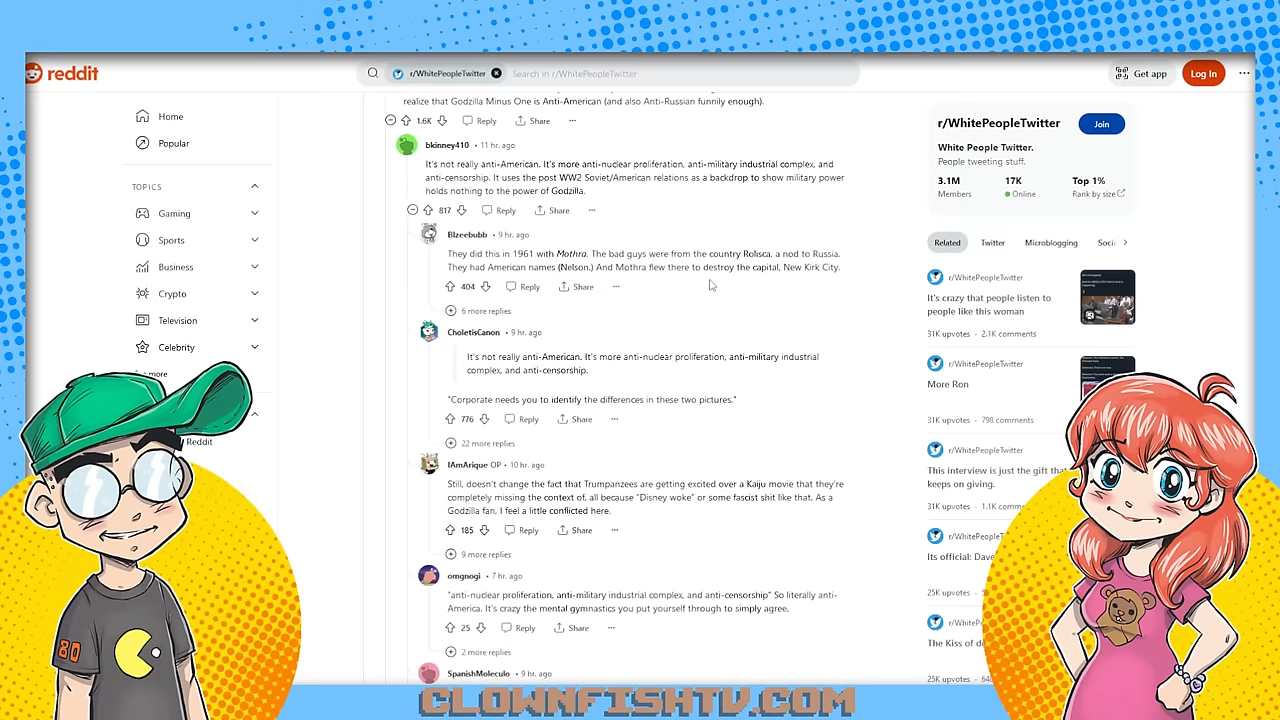 reddit
r/WhitePeopleTwitter
Search in r/WhitePeopleTwitter
Get app
Log In
Home
Popular
TOPICS
Gaming
Sports
Business
Crypto
Television
Celebrity
more
Reddit
realize that Godzilla Minus One is Anti-American (and also Anti-Russian funnily enough).
1.6K Reply Share
bkinney410 • 11 hr. ago
It's not really anti-American. It's more anti-nuclear proliferation, anti-military industrial complex, and
anti-censorship. It uses the post WW2 Soviet/American relations as a backdrop to show military power
holds nothing to the power of Godzilla.
817 Reply Share
Blzeebubb • 9 hr. ago
They did this in 1961 with Mothra. The bad guys were from the country Rolisca, a nod to Russia.
They had American names (Nelson.) And Mothra flew there to destroy the capital, New Kirk City.
404 Reply Share
6 more replies
CholetisCanon • 9 hr. ago
It's not really anti-American. It's more anti-nuclear proliferation, anti-military industrial
complex, and anti-censorship.
"Corporate needs you to identify the differences in these two pictures."
776 Reply Share
22 more replies
IAmArique OP • 10 hr. ago
Still, doesn't change the fact that Trumpanzees are getting excited over a Kaiju movie that they're
completely missing the context of, all because "Disney woke" or some fascist shit like that. As a
Godzilla fan, I feel a little conflicted here.
185 Reply Share
9 more replies
omgnogi • 7 hr. ago
"anti-nuclear proliferation, anti-military industrial complex, and anti-censorship" So literally anti-
America. It's crazy the mental gymnastics you put yourself through to simply agree.
25 Reply Share
2 more replies
SpanishMoleculo • 9 hr. ago
r/WhitePeopleTwitter
Join
White People Twitter.
People tweeting stuff.
3.1M 17K Top 1%
Members Online Rank by size
Related Twitter Microblogging
r/WhitePeopleTwitter
It's crazy that people listen to
people like this woman
31K upvotes • 2.1K comments
r/WhitePeopleTwitter
More Ron
31K upvotes • 798 comments
r/WhitePeopleTwitter
This interview is just the gift that
keeps on giving.
31K upvotes • 1.1K
r/WhitePeopleT
Its official:
25K upvotes
The Kiss of
25K upvotes
80
CLOWNFISHTV.COM